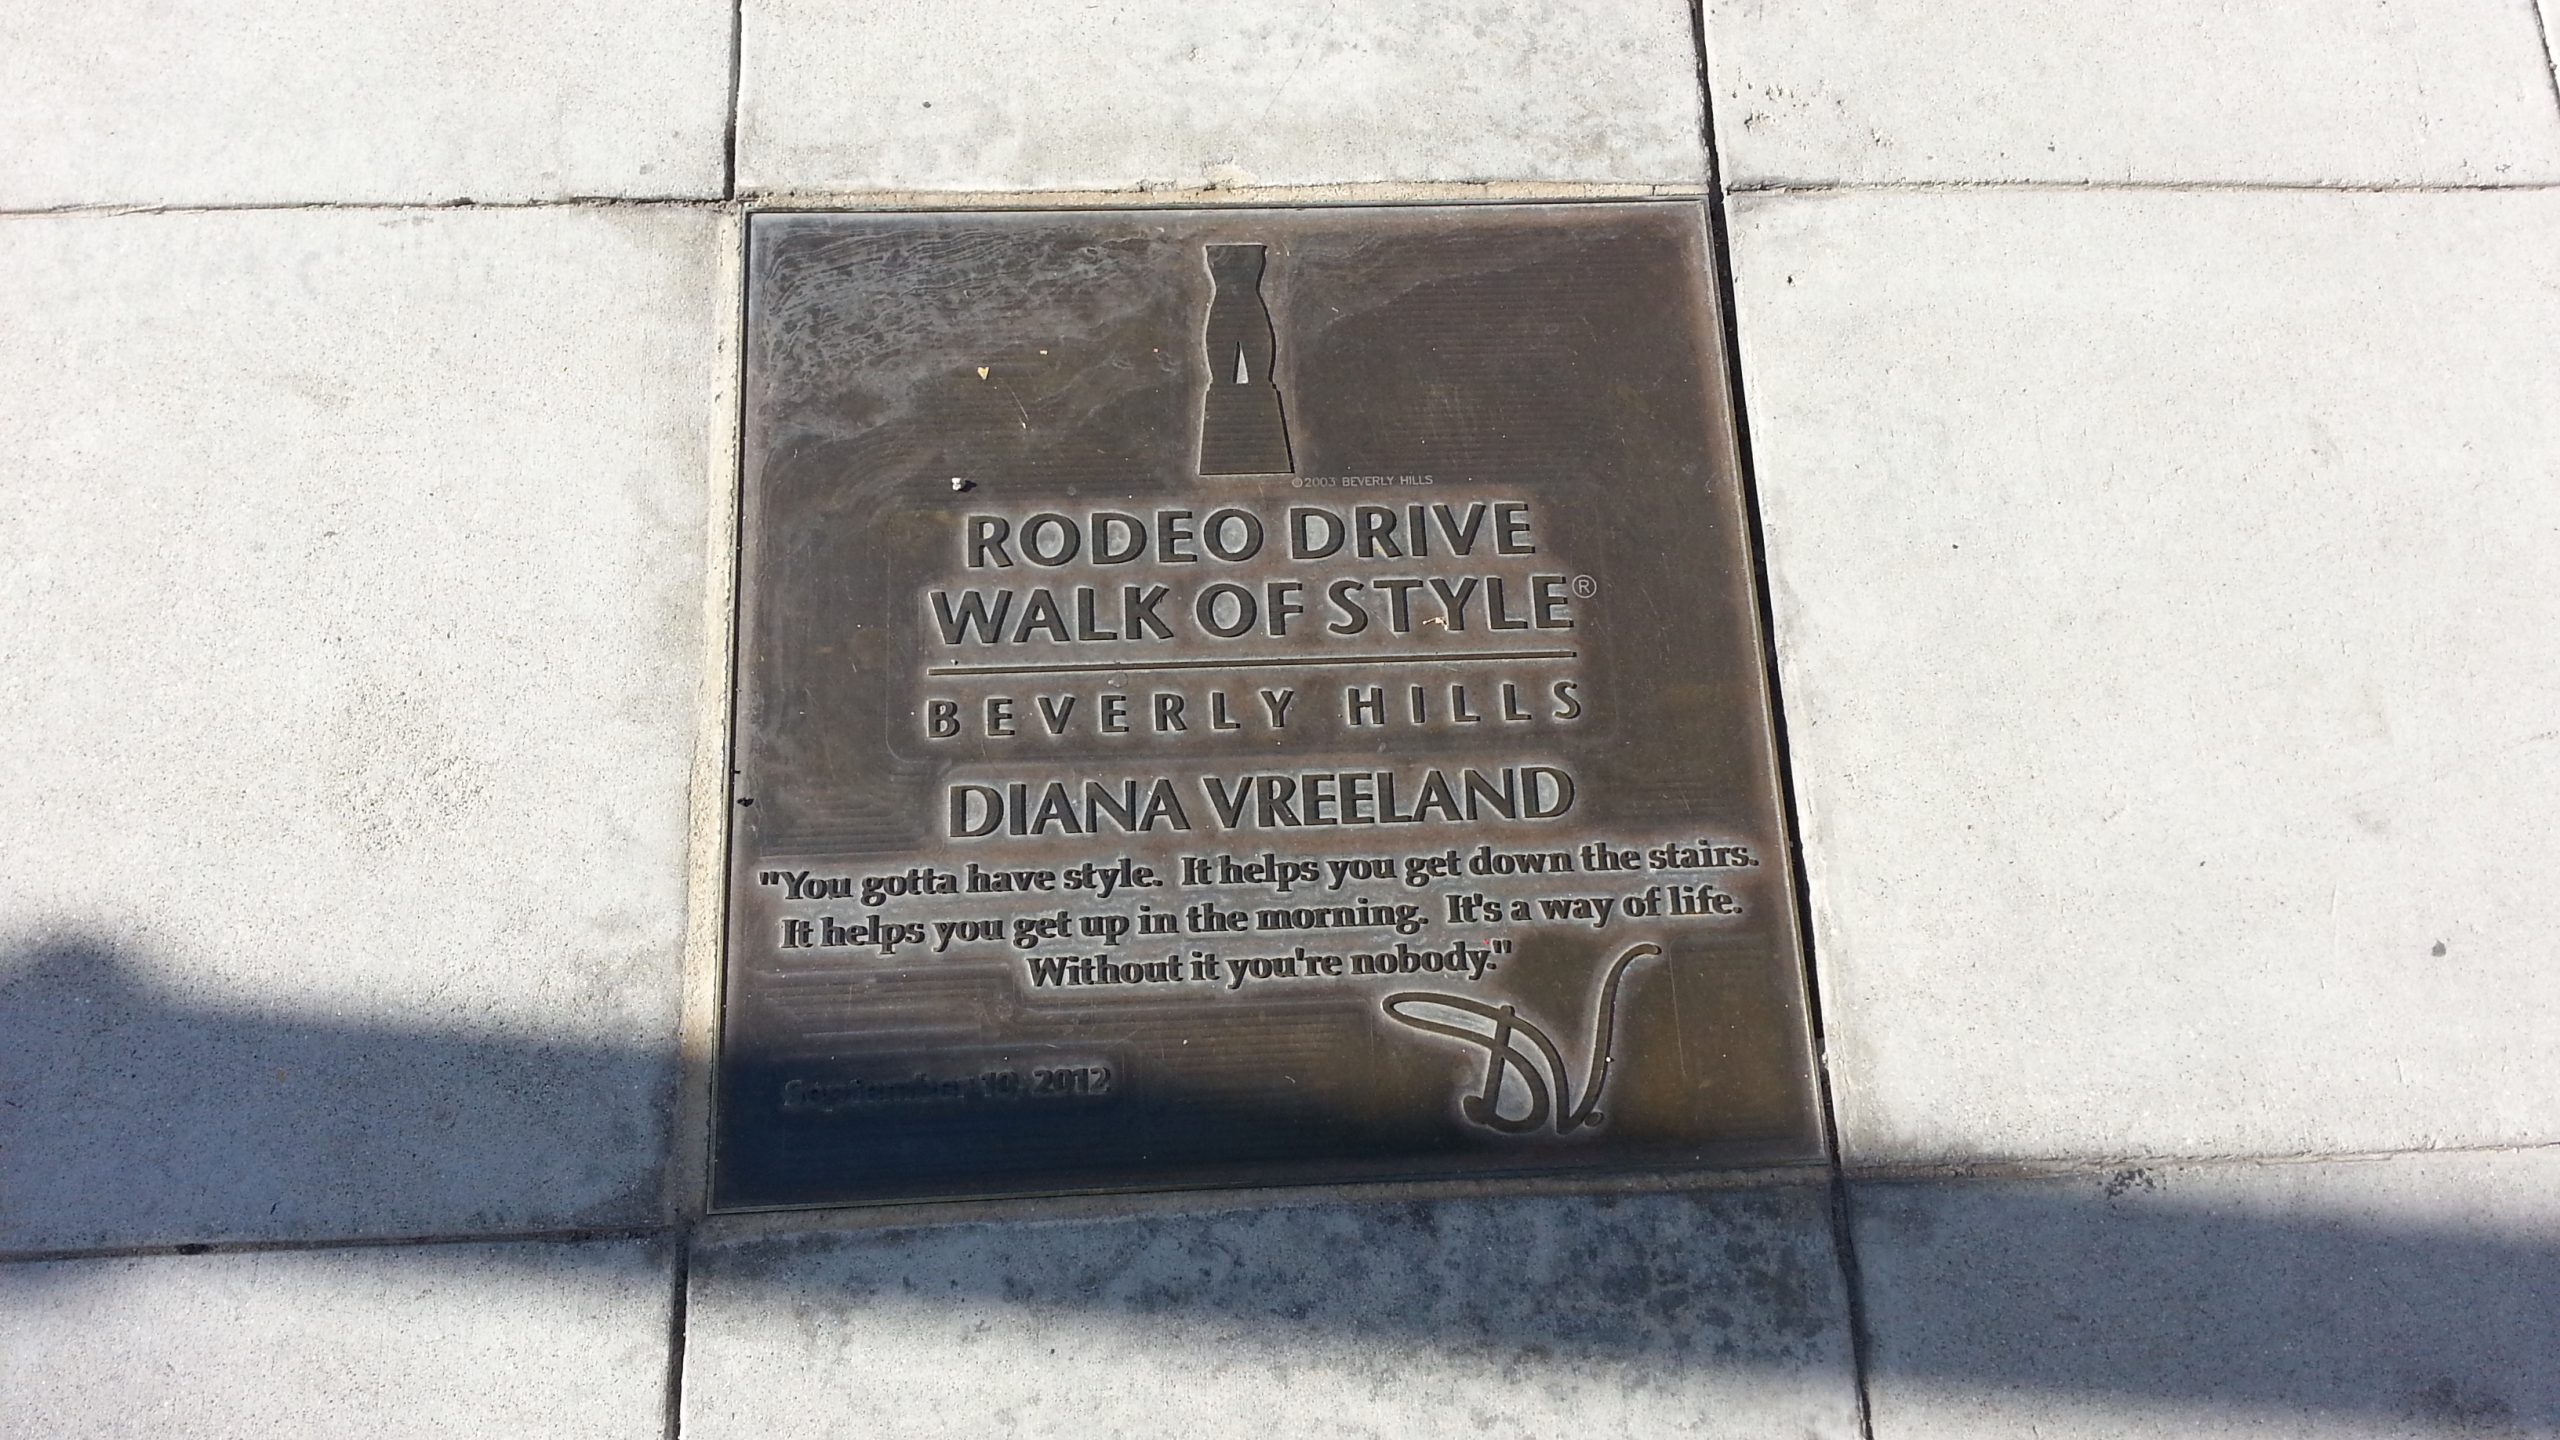 ©2003 BEVERLY HILLS
RODEO DRIVE
WALK OF STYLE®
BEVERLY HILLS
DIANA VREELAND
"You gotta have style. It helps you get down the stairs.
It helps you get up in the morning. It's a way of life.
Without it you're nobody."
DV.
September 10, 2012